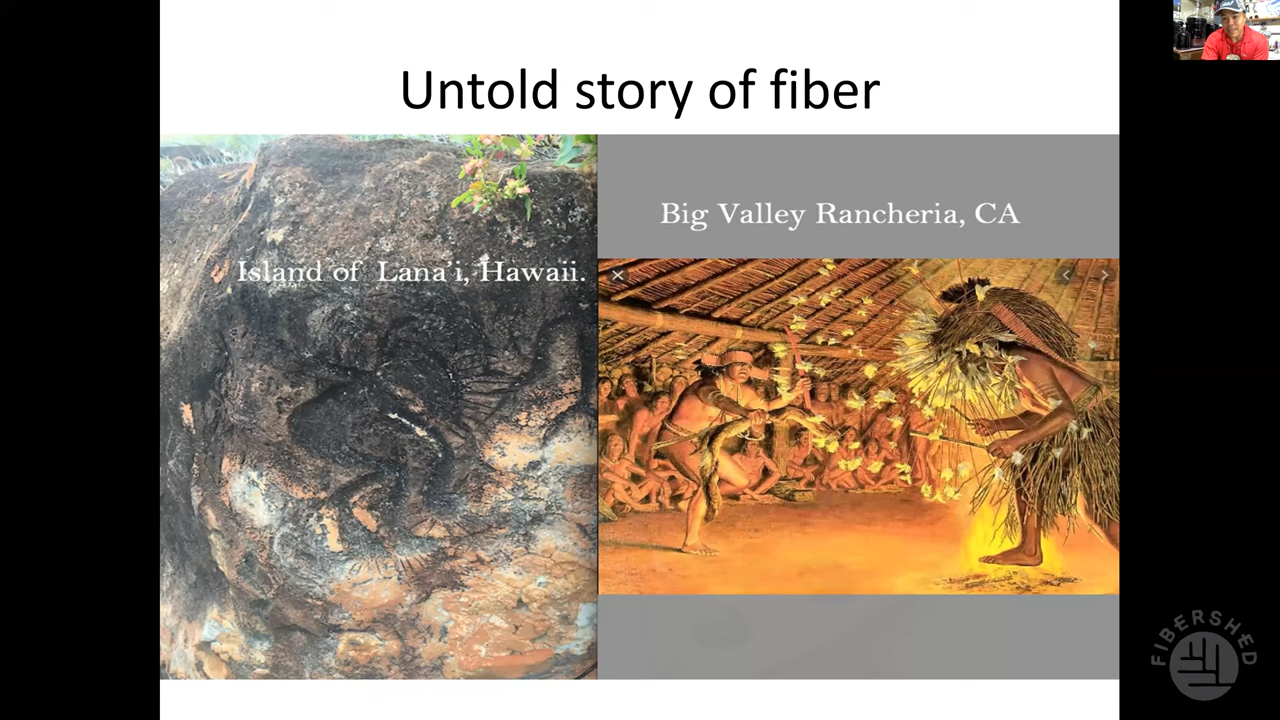 Untold story of fiber
Island of Lana'i, Hawaii.
Big Valley Rancheria, CA
FIBERSHED